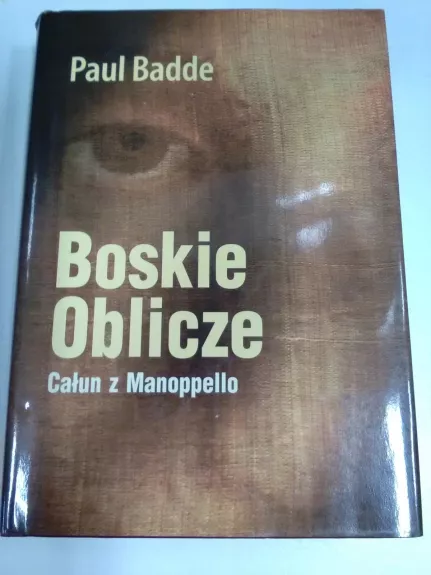 Paul Badde
Boskie
Oblicze
Całun z Manoppello